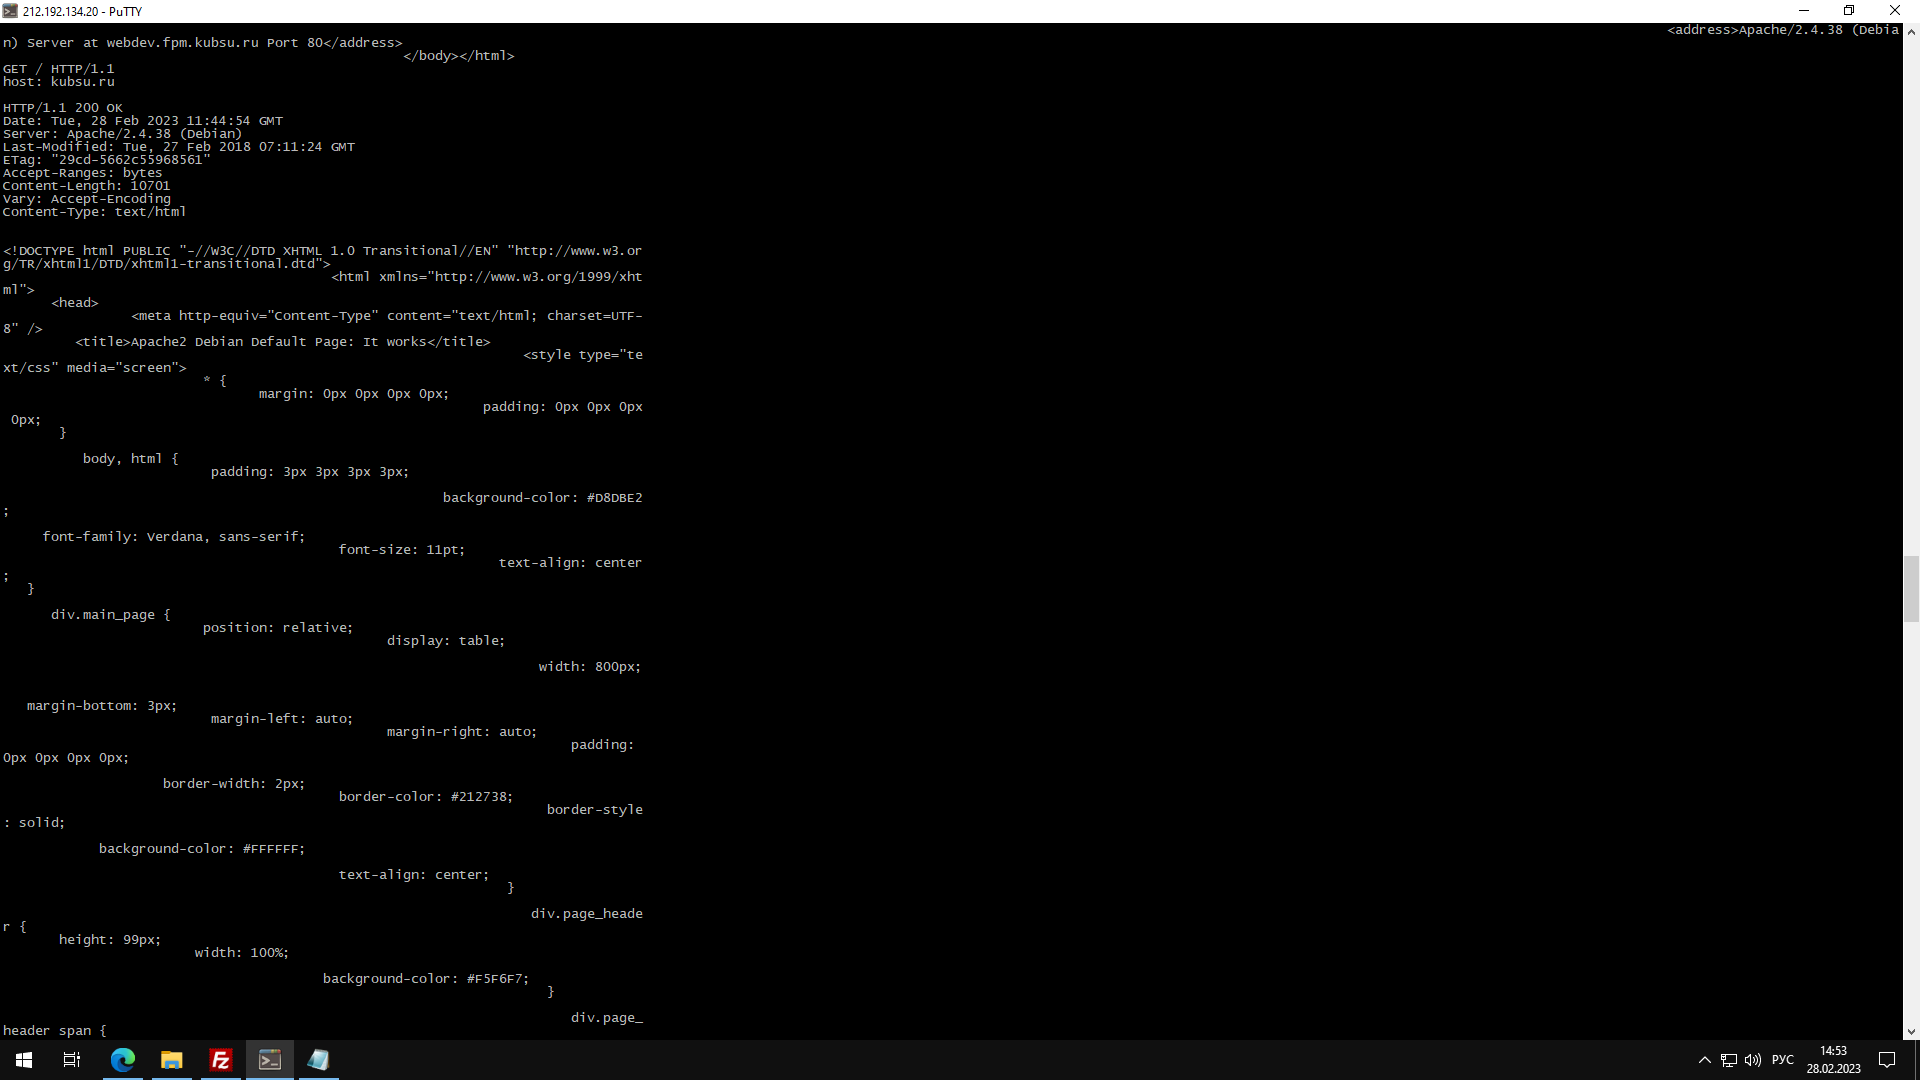 212.192.134.20 - PuTTY
<address>Apache/2.4.38 (Debia
n) Server at webdev.fpm.kubsu.ru Port 80</address>
</body></html>
GET / HTTP/1.1
host: kubsu.ru
HTTP/1.1 200 OK
Date: Tue, 28 Feb 2023 11:44:54 GMT
Server: Apache/2.4.38 (Debian)
Last-Modified: Tue, 27 Feb 2018 07:11:24 GMT
ETag: "29cd-5662c55968561"
Accept-Ranges: bytes
Content-Length: 10701
Vary: Accept-Encoding
Content-Type: text/html
<!DOCTYPE html PUBLIC "-//W3C//DTD XHTML 1.0 Transitional//EN" "http://www.w3.or
g/TR/xhtml1/DTD/xhtml1-transitional.dtd">
<html xmlns="http://www.w3.org/1999/xht
ml">
<head>
<meta http-equiv="Content-Type" content="text/html; charset=UTF-
8" />
<title>Apache2 Debian Default Page: It works</title>
<style type="te
xt/css" media="screen">
* {
margin: 0px 0px 0px 0px;
padding: 0px 0px 0px
0px;
}
body, html {
padding: 3px 3px 3px 3px;
background-color: #D8DBE2
;
font-family: Verdana, sans-serif;
font-size: 11pt;
text-align: center
;
}
div.main_page {
position: relative;
display: table;
width: 800px;
margin-bottom: 3px;
margin-left: auto;
margin-right: auto;
padding:
0px 0px 0px 0px;
border-width: 2px;
border-color: #212738;
border-style
: solid;
background-color: #FFFFFF;
text-align: center;
}
div.page_heade
r {
height: 99px;
width: 100%;
background-color: #F5F6F7;
}
div.page_
header span {
РУС
14:53
28.02.2023